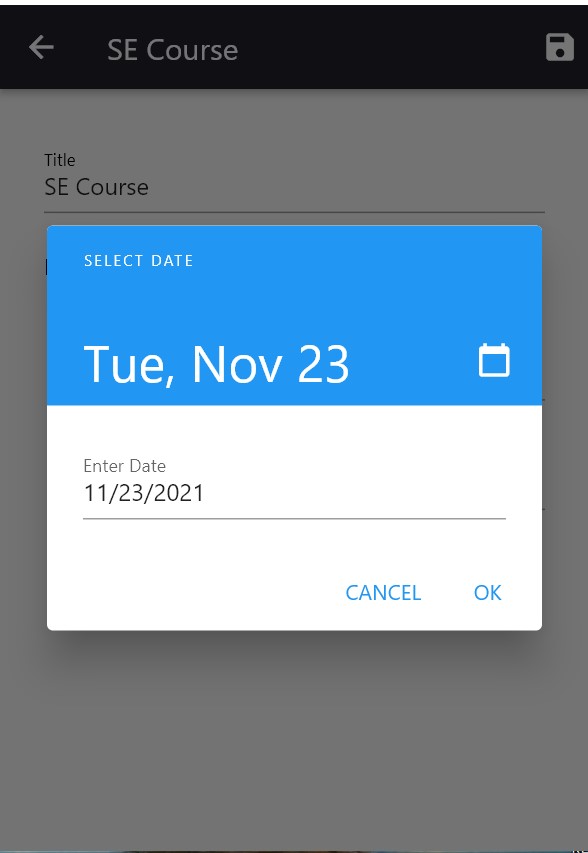 SE Course
Title
SE Course
SELECT DATE
Tue, Nov 23
Enter Date
11/23/2021
CANCEL OK